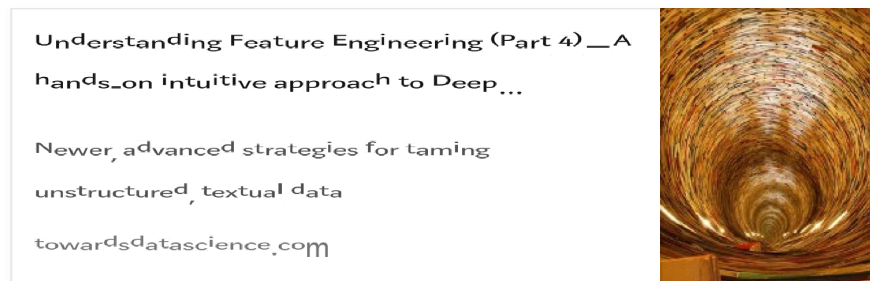 Understanding Feature Engineering (Part 4) — A
hands-on intuitive approach to Deep...
Newer, advanced strategies for taming
unstructured, textual data
towardsdatascience.com